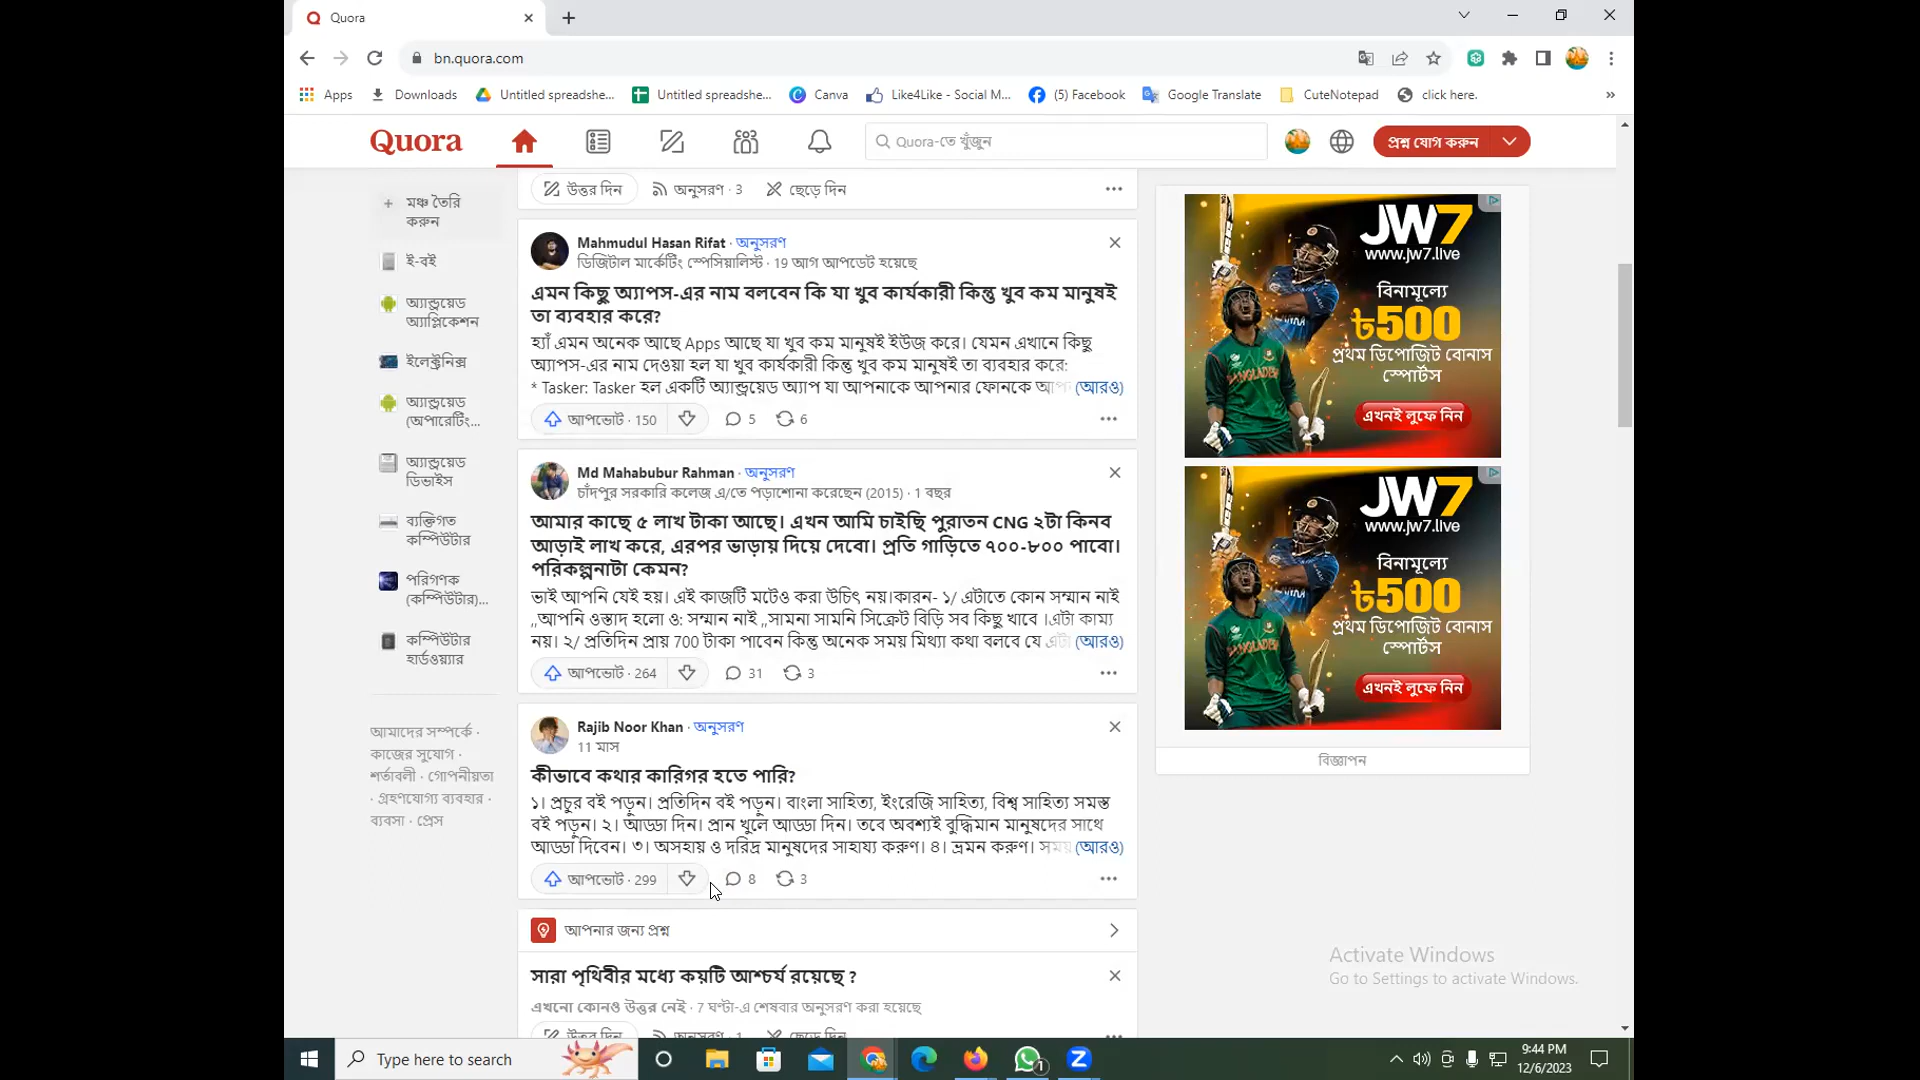 Quora
bn.quora.com
Apps
Downloads
Untitled spreadshe...
Untitled spreadshe...
Canva
Like4Like - Social M...
(5) Facebook
Google Translate
CuteNotepad
click here.
»
Quora
Quora-তে খুঁজুন
প্রশ্ন যোগ করুন
মঞ্চ তৈরি
করুন
ই-বই
অ্যান্ড্রয়েড
অ্যাপ্লিকেশন
ইলেক্ট্রনিক্স
অ্যান্ড্রয়েড
(অপারেটিং...
অ্যান্ড্রয়েড
ডিভাইস
ব্যক্তিগত
কম্পিউটার
পরিগণক
(কম্পিউটার)...
কম্পিউটার
হার্ডওয়্যার
আমাদের সম্পর্কে ·
কাজের সুযোগ ·
শর্তাবলী · গোপনীয়তা
· গ্রহণযোগ্য ব্যবহার ·
ব্যবসা · প্রেস
উত্তর দিন
অনুসরণ · 3
ছেড়ে দিন
Mahmudul Hasan Rifat · অনুসরণ
ডিজিটাল মার্কেটিং স্পেসিয়ালিস্ট · 19 আগ আপডেট হয়েছে
এমন কিছু অ্যাপস-এর নাম বলবেন কি যা খুব কার্যকারী কিন্তু খুব কম মানুষই
তা ব্যবহার করে?
হ্যাঁ এমন অনেক আছে Apps আছে যা খুব কম মানুষই ইউজ করে। যেমন এখানে কিছু
অ্যাপস-এর নাম দেওয়া হল যা খুব কার্যকারী কিন্তু খুব কম মানুষই তা ব্যবহার করে:
* Tasker: Tasker হল একটি অ্যান্ড্রয়েড অ্যাপ যা আপনাকে আপনার ফোনকে (আরও)
আপভোট · 150
5
6
Md Mahabubur Rahman · অনুসরণ
চাঁদপুর সরকারি কলেজ এ/তে পড়াশোনা করেছেন (2015) · 1 বছর
আমার কাছে ৫ লাখ টাকা আছে। এখন আমি চাইছি পুরাতন CNG ২টা কিনব
আড়াই লাখ করে, এরপর ভাড়ায় দিয়ে দেবো। প্রতি গাড়িতে ৭০০-৮০০ পাবো।
পরিকল্পনাটা কেমন?
ভাই আপনি যেই হয়। এই কাজটি মটেও করা উচিৎ নয়।কারন- ১/ এটাতে কোন সম্মান নাই
,,আপনি ওস্তাদ হলো ও: সম্মান নাই ,,সামনা সামনি সিক্রেট বিড়ি সব কিছু খাবে ।এটা কাম্য
নয়। ২/ প্রতিদিন প্রায় 700 টাকা পাবেন কিন্তু অনেক সময় মিথ্যা কথা বলবে যে এটা (আরও)
আপভোট · 264
31
3
Rajib Noor Khan · অনুসরণ
11 মাস
কীভাবে কথার কারিগর হতে পারি?
১। প্রচুর বই পড়ুন। প্রতিদিন বই পড়ুন। বাংলা সাহিত্য, ইংরেজি সাহিত্য, বিশ্ব সাহিত্য সমস্ত
বই পড়ুন। ২। আড্ডা দিন। প্রান খুলে আড্ডা দিন। তবে অবশ্যই বুদ্ধিমান মানুষদের সাথে
আড্ডা দিবেন। ৩। অসহায় ও দরিদ্র মানুষদের সাহায্য করুণ। ৪। ভ্রমন করুণ। সময় (আরও)
আপভোট · 299
8
3
আপনার জন্য প্রশ্ন
সারা পৃথিবীর মধ্যে কয়টি আশ্চর্য রয়েছে ?
এখনো কোনও উত্তর নেই · 7 ঘণ্টা-এ শেষবার অনুসরণ করা হয়েছে
উত্তর দিন
অনুসরণ · 1
ছেড়ে দিন
JW7
www.jw7.live
বিনামূল্যে
৳500
প্রথম ডিপোজিট বোনাস
স্পোর্টস
এখনই লুফে নিন
BANGLADESH
JW7
www.jw7.live
বিনামূল্যে
৳500
প্রথম ডিপোজিট বোনাস
স্পোর্টস
এখনই লুফে নিন
BANGLADESH
বিজ্ঞাপন
Activate Windows
Go to Settings to activate Windows.
Type here to search
1
9:44 PM
12/6/2023